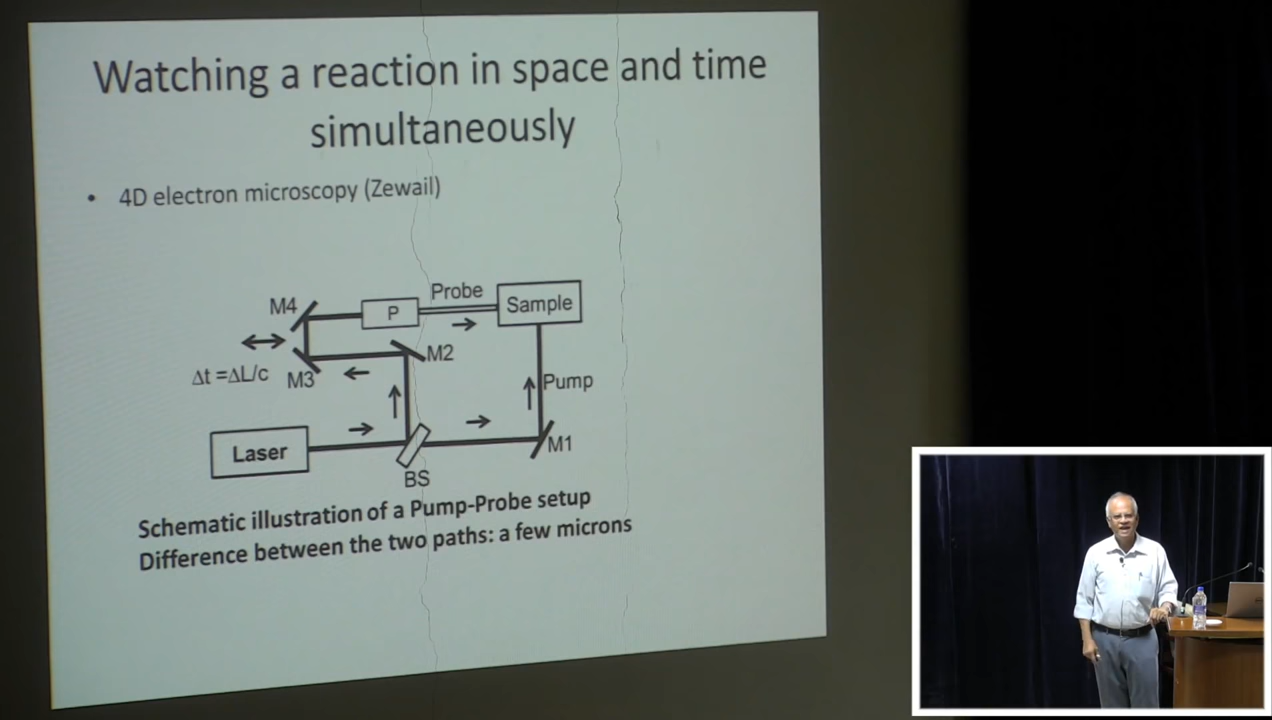 Watching a reaction in space and time
simultaneously
• 4D electron microscopy (Zewail)
M4
P
Probe
Sample
M2
Δt =ΔL/c
M3
Pump
Laser
M1
BS
Schematic illustration of a Pump-Probe setup
Difference between the two paths: a few microns